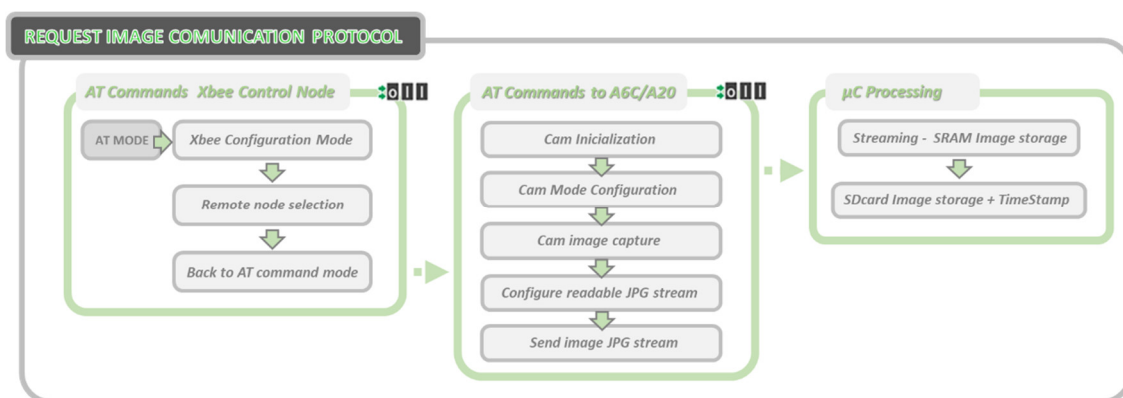 REQUEST IMAGE COMUNICATION PROTOCOL
AT Commands Xbee Control Node
AT MODE
Xbee Configuration Mode
Remote node selection
Back to AT command mode
AT Commands to A6C/A20
Cam Inicialization
Cam Mode Configuration
Cam image capture
Configure readable JPG stream
Send image JPG stream
µC Processing
Streaming - SRAM Image storage
SDcard Image storage + TimeStamp